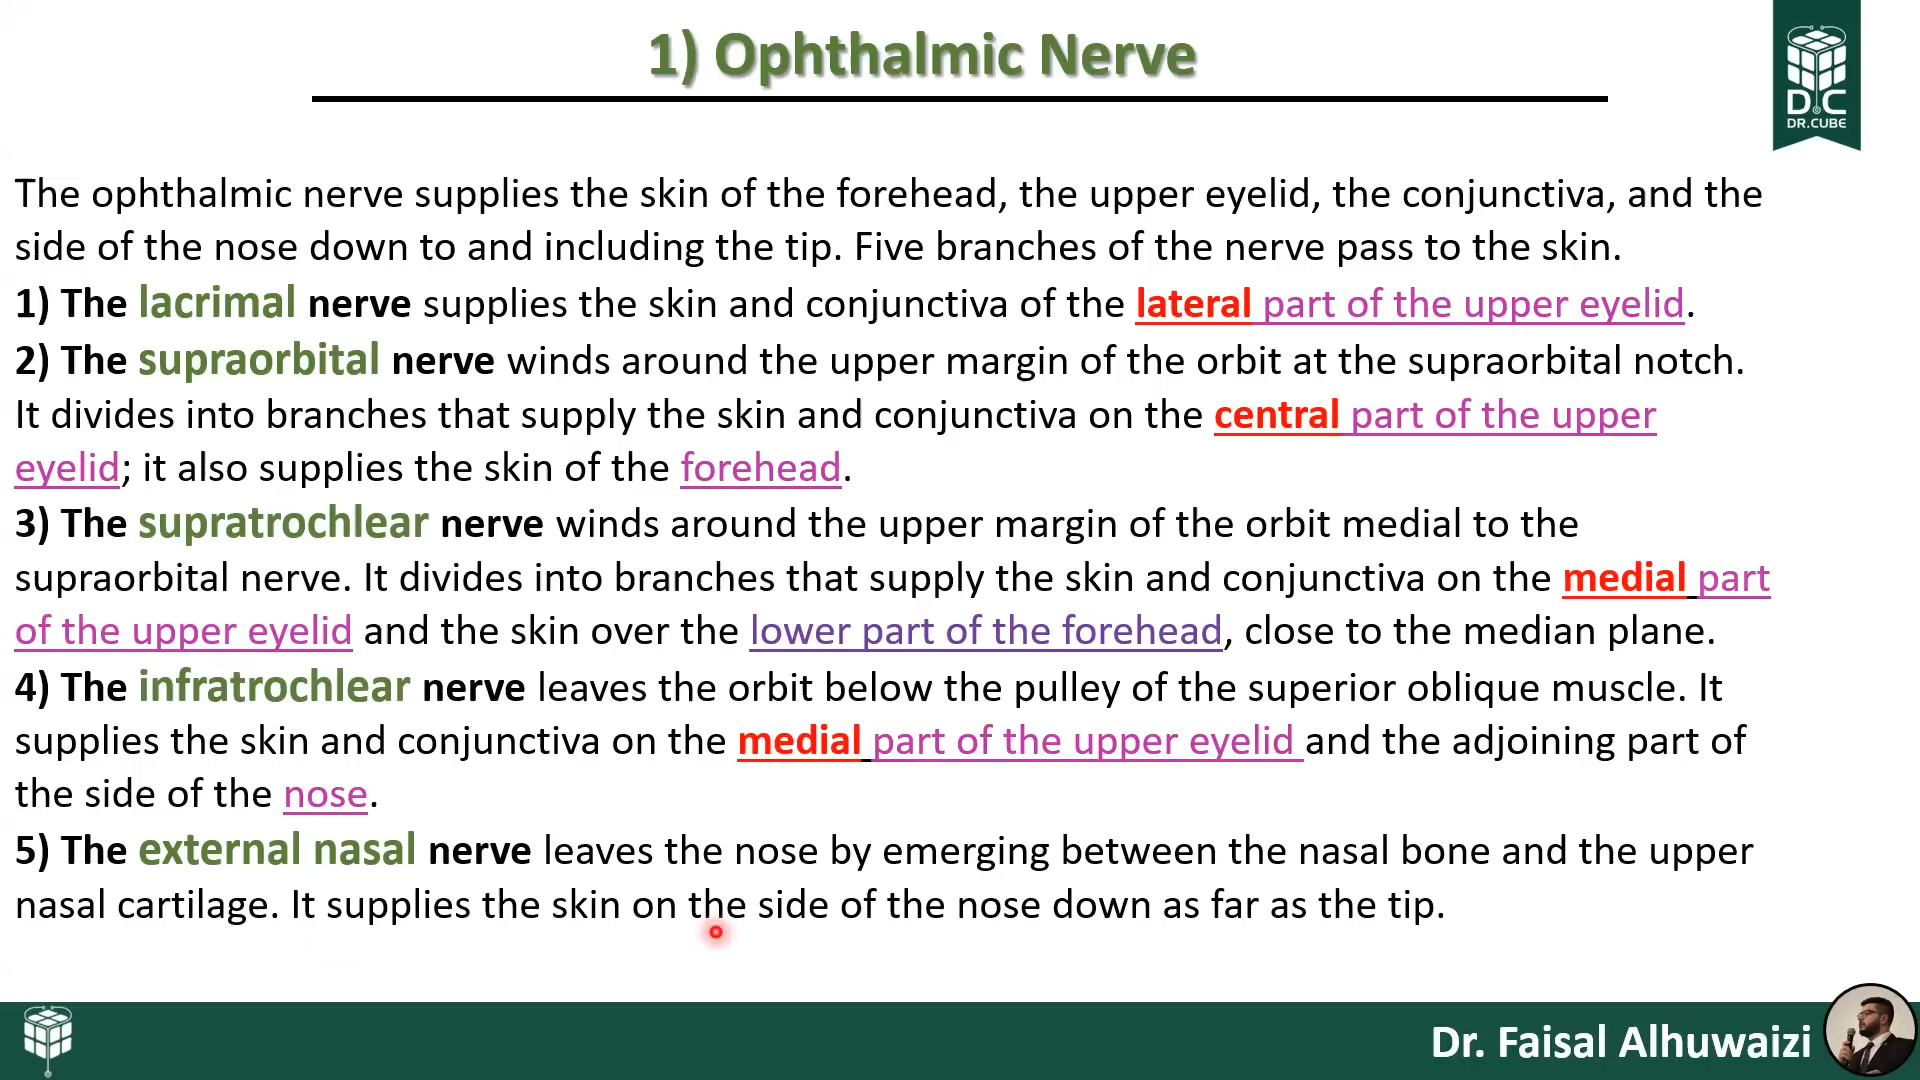 1) Ophthalmic Nerve
DC
DR.CUBE
The ophthalmic nerve supplies the skin of the forehead, the upper eyelid, the conjunctiva, and the
side of the nose down to and including the tip. Five branches of the nerve pass to the skin.
1) The lacrimal nerve supplies the skin and conjunctiva of the lateral part of the upper eyelid.
2) The supraorbital nerve winds around the upper margin of the orbit at the supraorbital notch.
It divides into branches that supply the skin and conjunctiva on the central part of the upper
eyelid; it also supplies the skin of the forehead.
3) The supratrochlear nerve winds around the upper margin of the orbit medial to the
supraorbital nerve. It divides into branches that supply the skin and conjunctiva on the medial part
of the upper eyelid and the skin over the lower part of the forehead, close to the median plane.
4) The infratrochlear nerve leaves the orbit below the pulley of the superior oblique muscle. It
supplies the skin and conjunctiva on the medial part of the upper eyelid and the adjoining part of
the side of the nose.
5) The external nasal nerve leaves the nose by emerging between the nasal bone and the upper
nasal cartilage. It supplies the skin on the side of the nose down as far as the tip.
Dr. Faisal Alhuwaizi